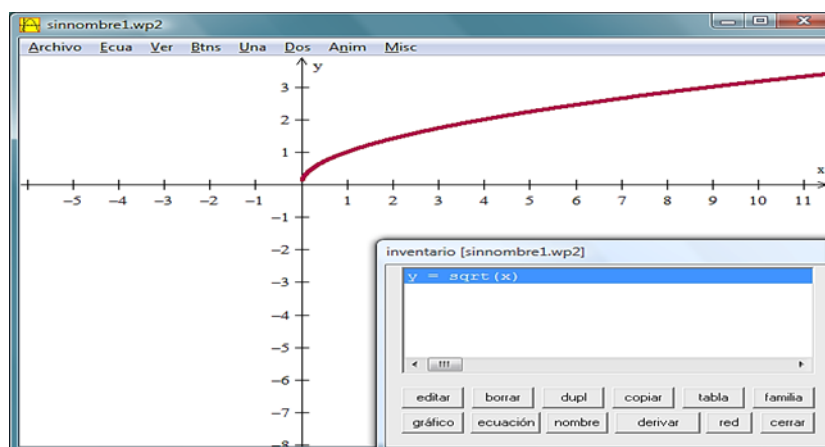 sinnombre1.wp2
Archivo Ecua Ver Btns Una Dos Anim Misc
y
3
2
1
x
−5 −4 −3 −2 −1 1 2 3 4 5 6 7 8 9 10 11
−1
−2
−3
−4
−5
−6
−7
−8
inventario [sinnombre1.wp2]
y = sqrt(x)
editar borrar dupl copiar tabla familia
gráfico ecuación nombre derivar red cerrar